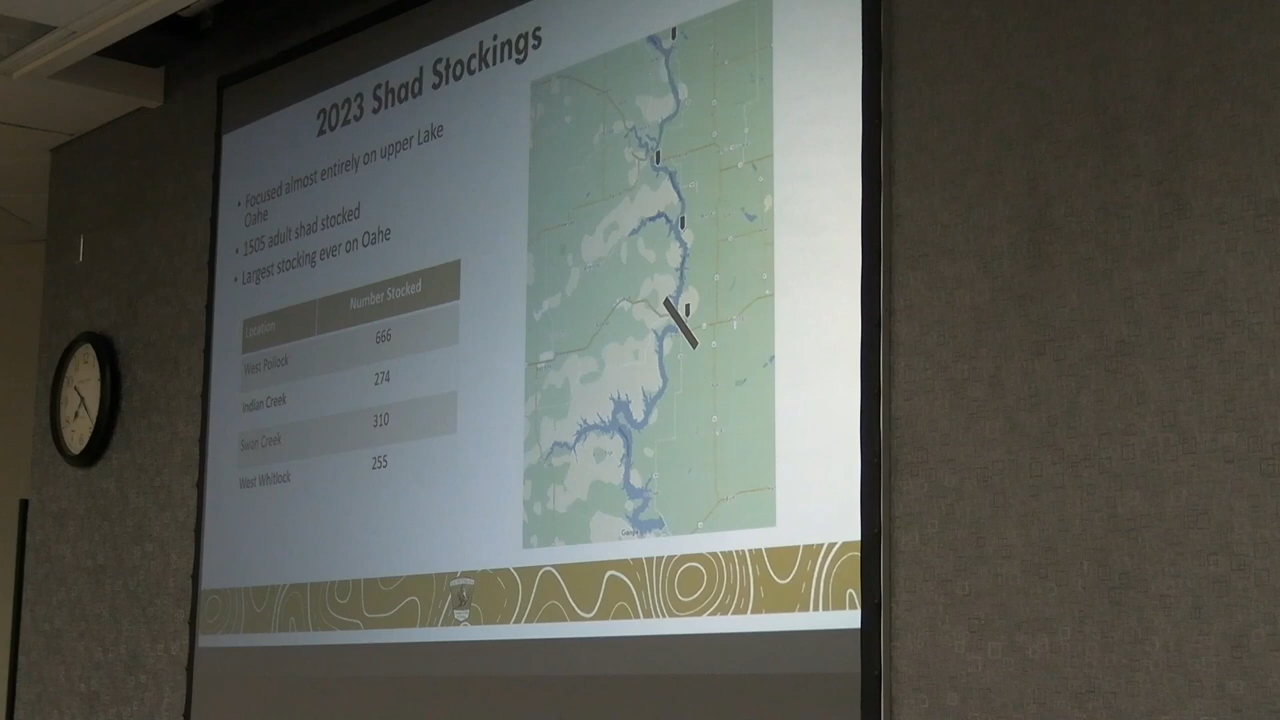 2023 Shad Stockings
• Focused almost entirely on upper Lake
Oahe
• 1505 adult shad stocked
• Largest stocking ever on Oahe
Location Number Stocked
West Pollock 666
Indian Creek 274
Swan Creek 310
West Whitlock 255
Google